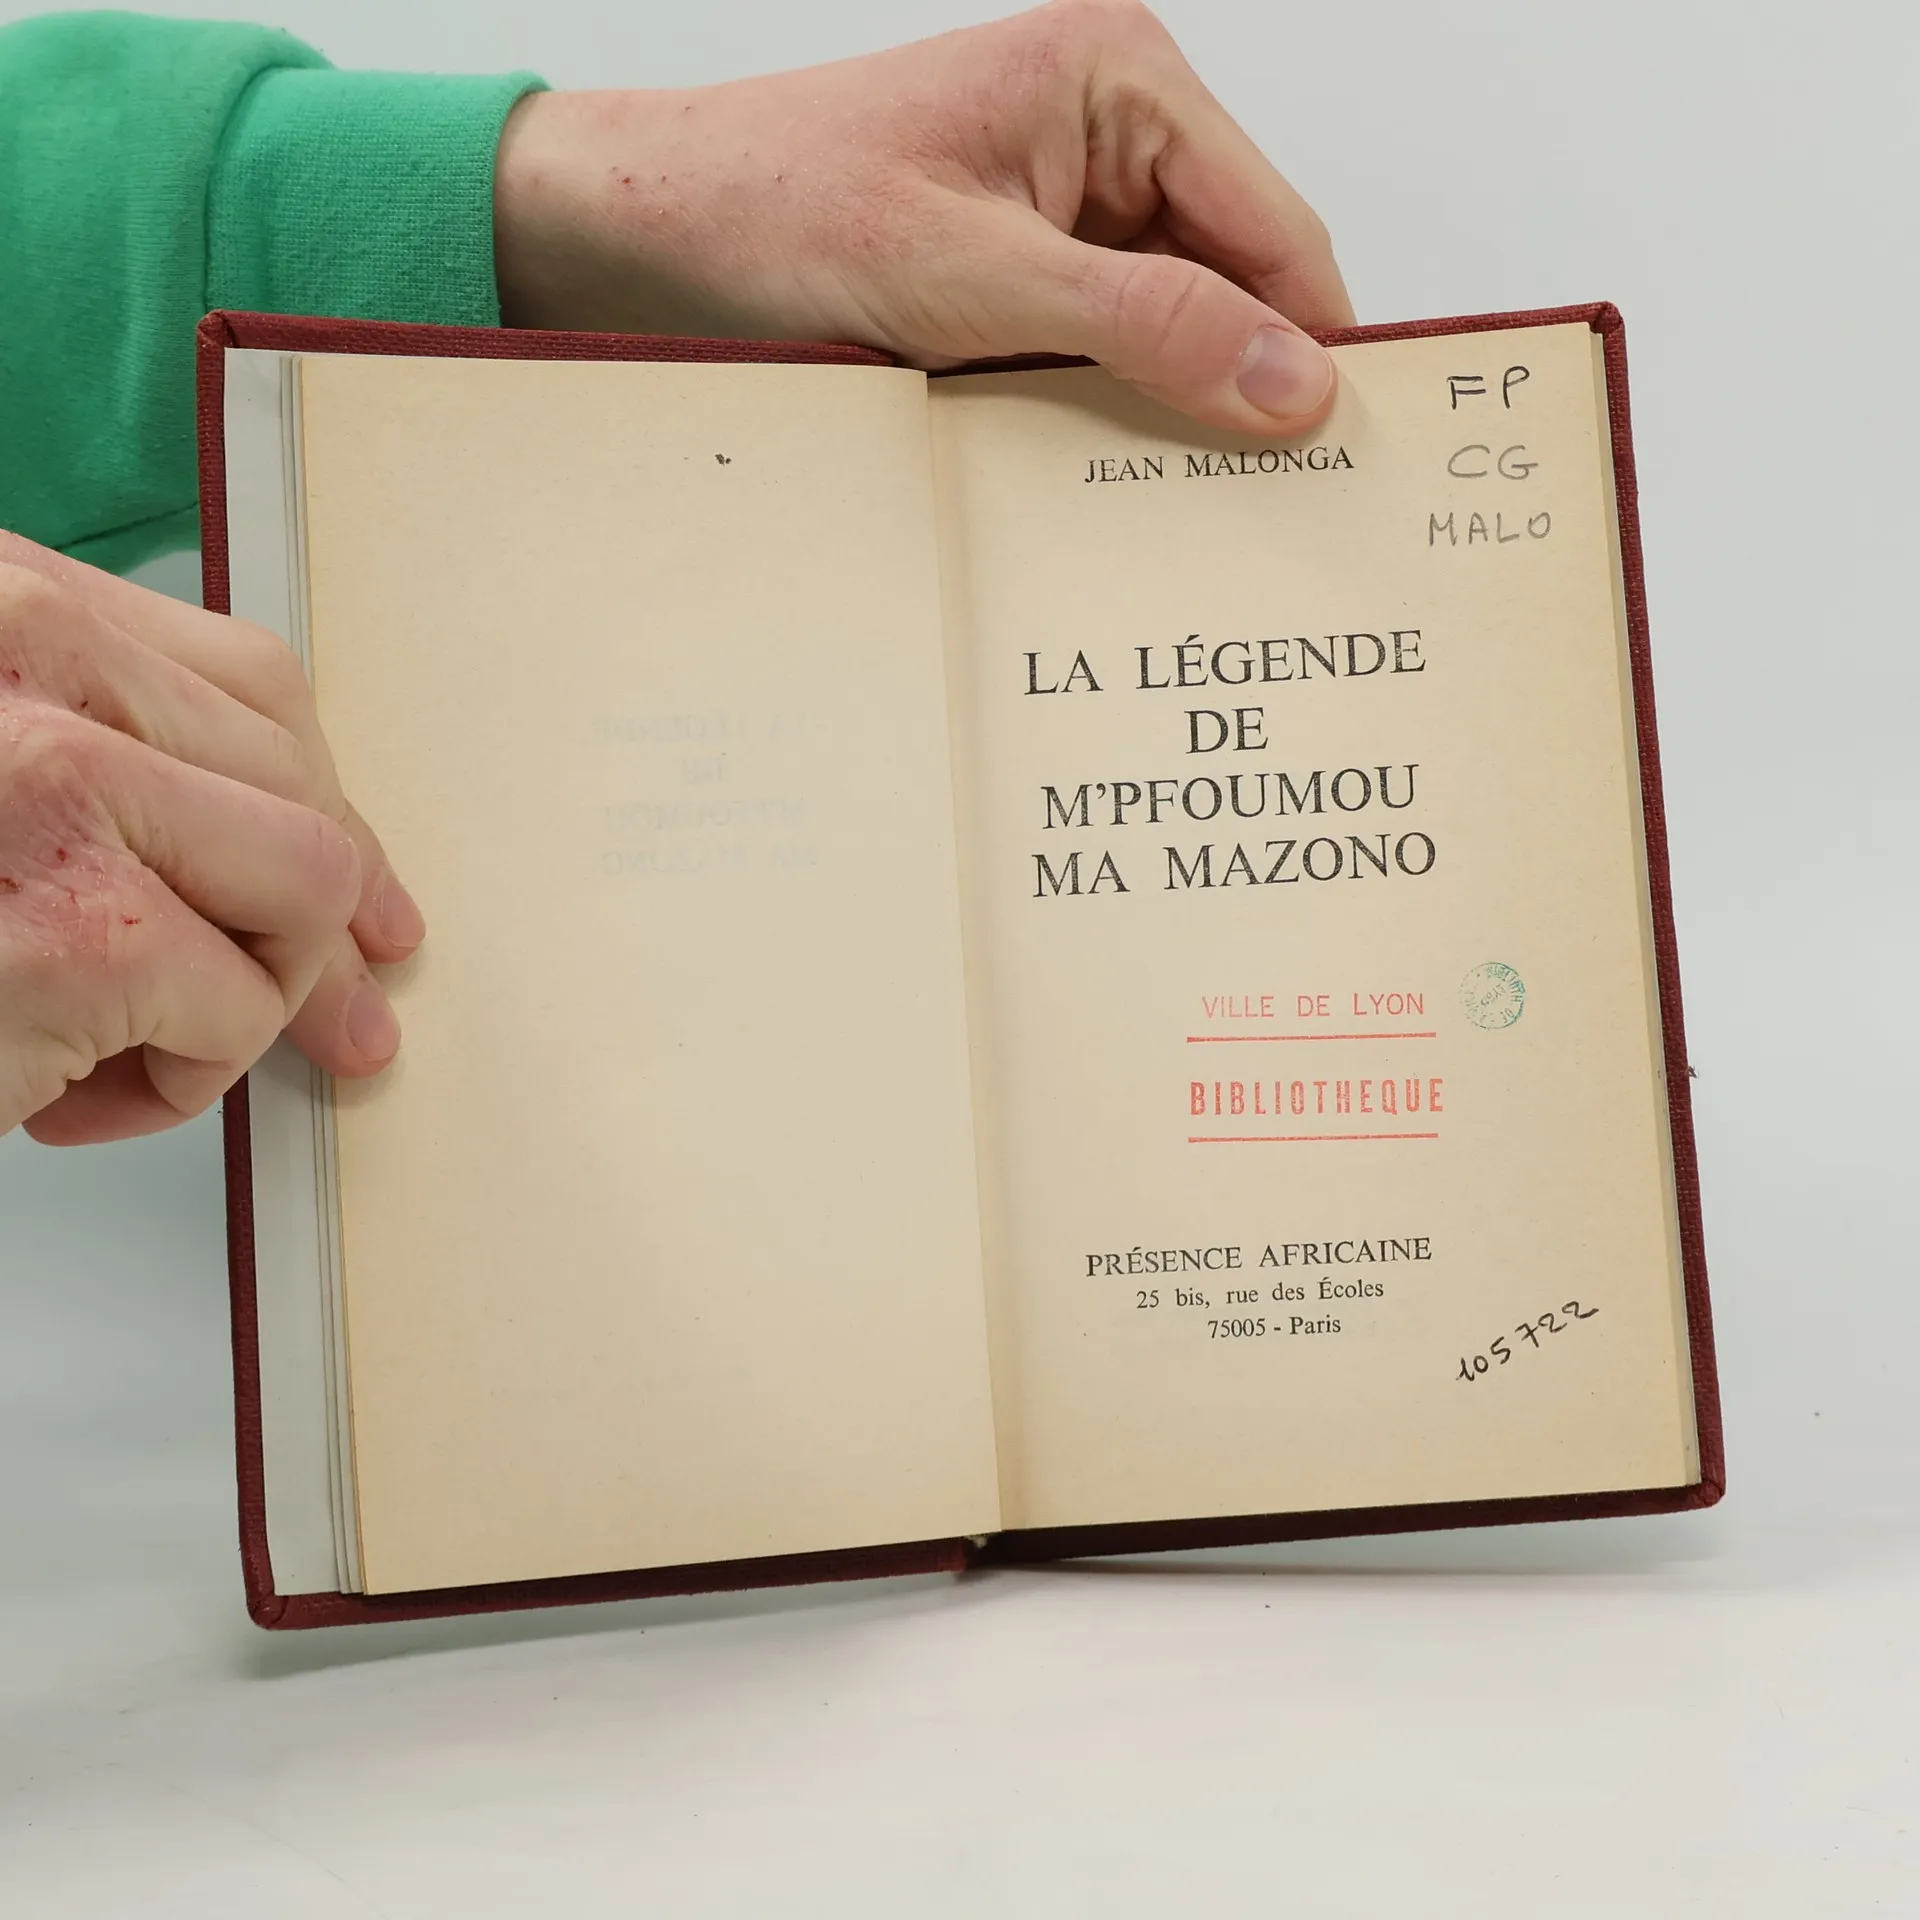 FP
CG
MALO
JEAN MALONGA
LA LÉGENDE
DE
M'PFOUMOU
MA MAZONO
VILLE DE LYON
BIBLIOTHEQUE
PRÉSENCE AFRICAINE
25 bis, rue des Écoles
75005 - Paris
105722